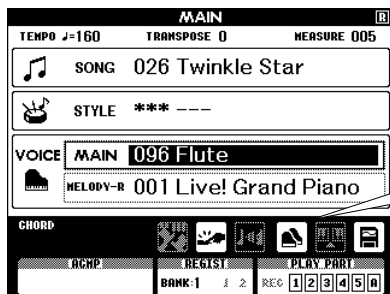 MAIN R
TEMPO ♩=160 TRANSPOSE 0 MEASURE 005
SONG 026 Twinkle Star
STYLE *** ---
VOICE MAIN 096 Flute
MELODY-R 001 Live! Grand Piano
CHORD
ACMP REGIST PLAY PART
BANK:1 1 2 REC 1 2 3 4 5 A